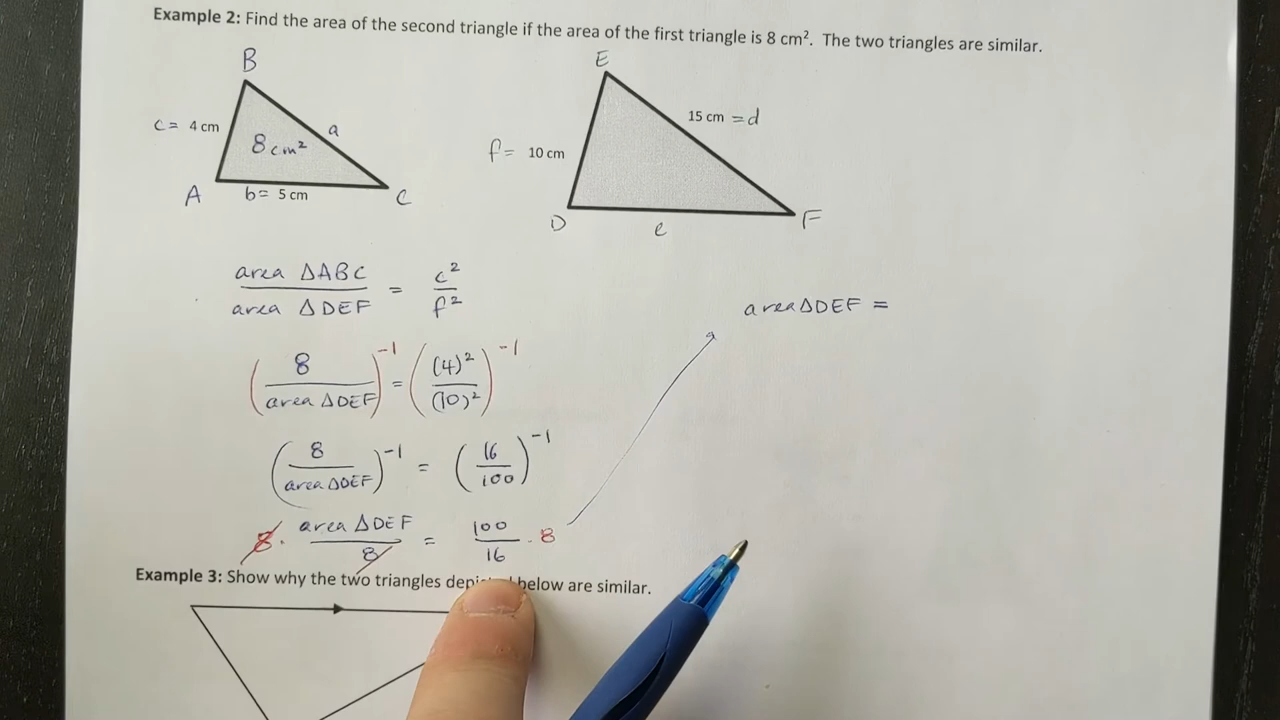 Example 2: Find the area of the second triangle if the area of the first triangle is 8 cm². The two triangles are similar.
B
E
c = 4 cm
a
8 cm²
15 cm = d
f = 10 cm
A
b = 5 cm
C
D
e
F
area ΔABC / area ΔDEF = c² / f²
area ΔDEF =
(8 / area ΔDEF)⁻¹ = ((4)² / (10)²)⁻¹
(8 / area ΔDEF)⁻¹ = (16 / 100)⁻¹
8 · area ΔDEF / 8 = 100 / 16 · 8
Example 3: Show why the two triangles below are similar.